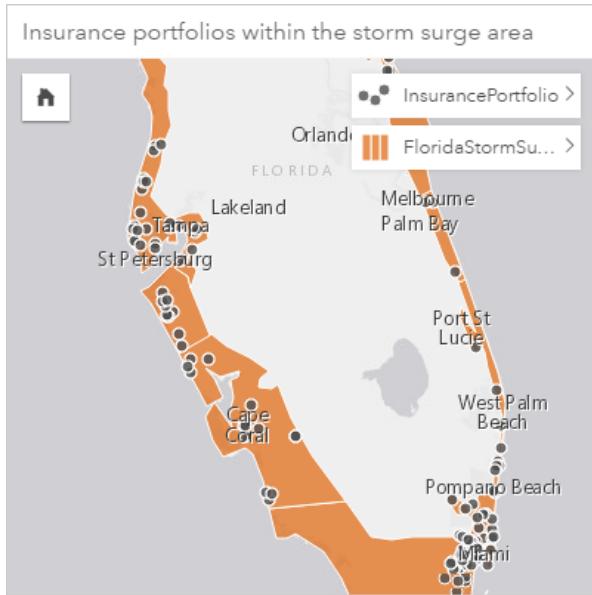 Insurance portfolios within the storm surge area
InsurancePortfolio
Orlando
FloridaStormSu...
FLORIDA
Melbourne
Lakeland
Palm Bay
Tampa
St Petersburg
Port St
Lucie
West Palm
Beach
Cape
Coral
Pompano Beach
Miami